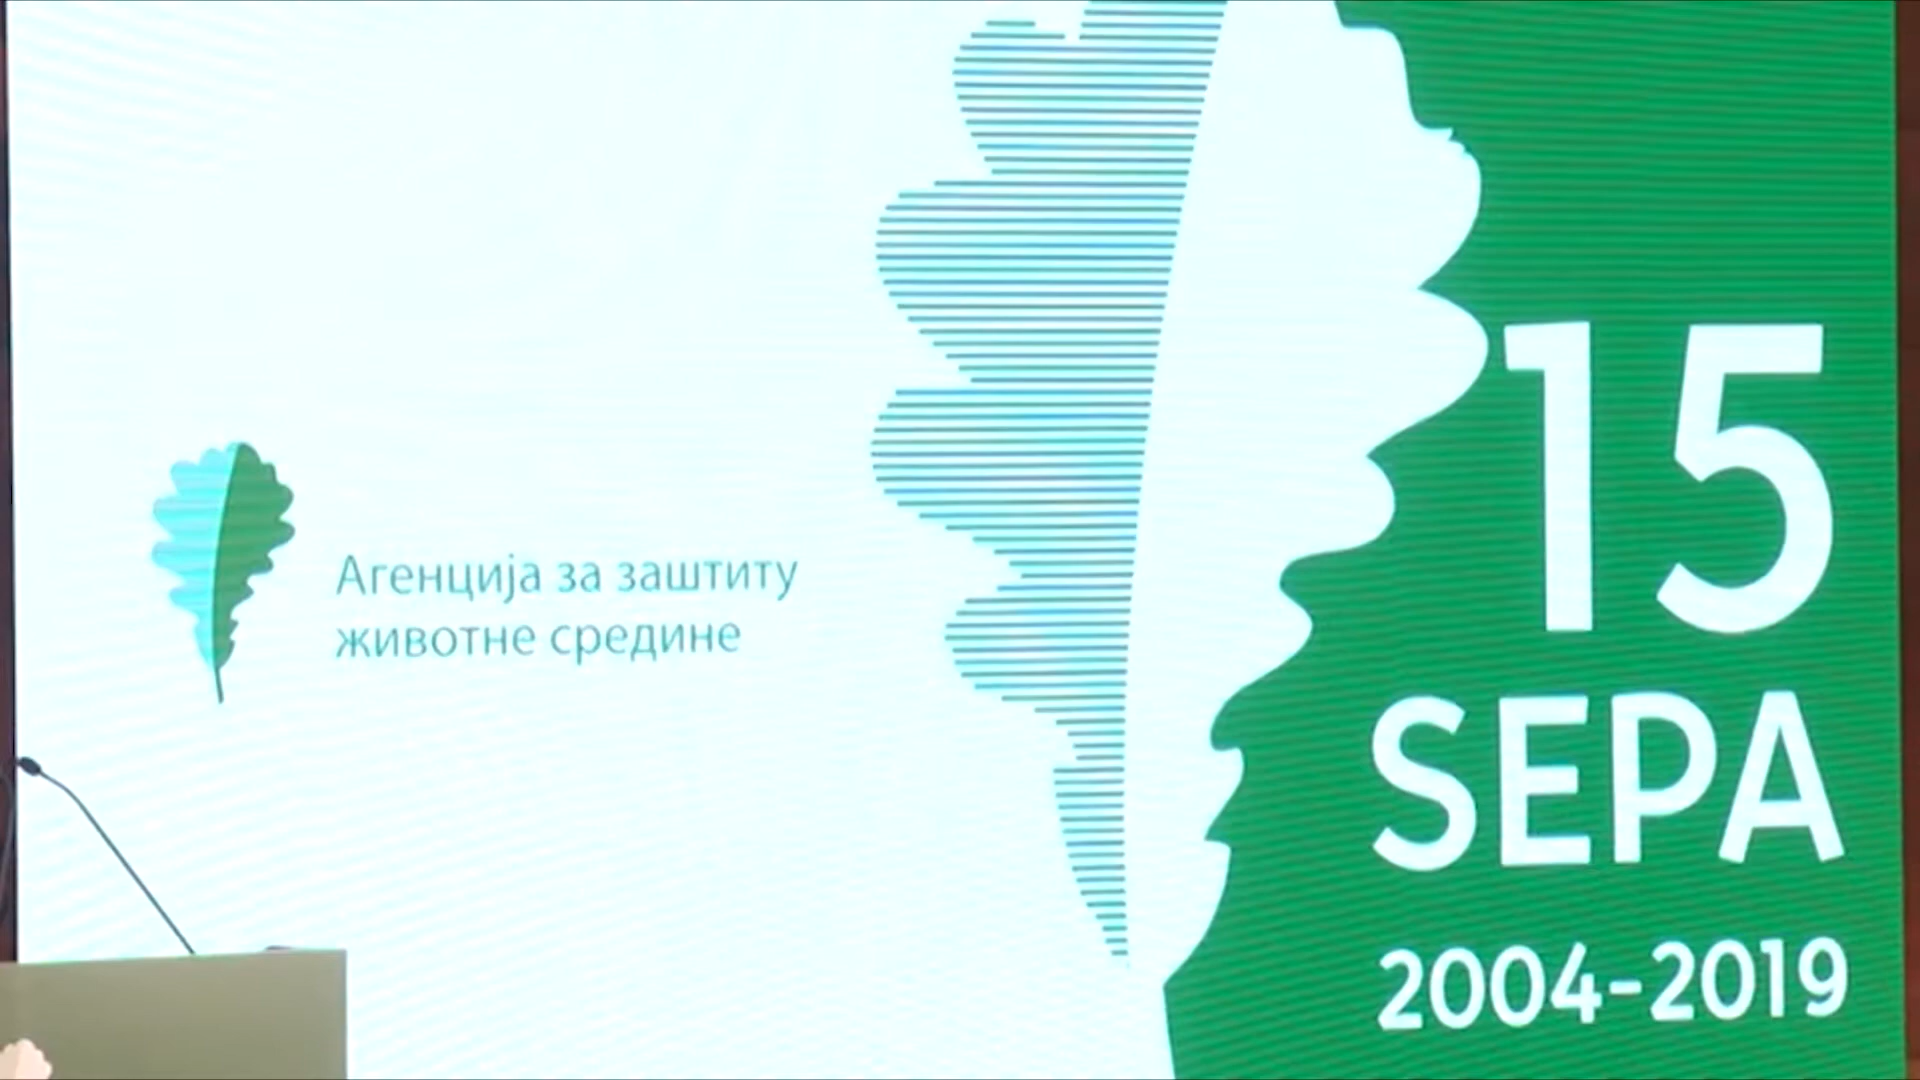 Агенција за заштиту
животне средине
15
SEPA
2004-2019